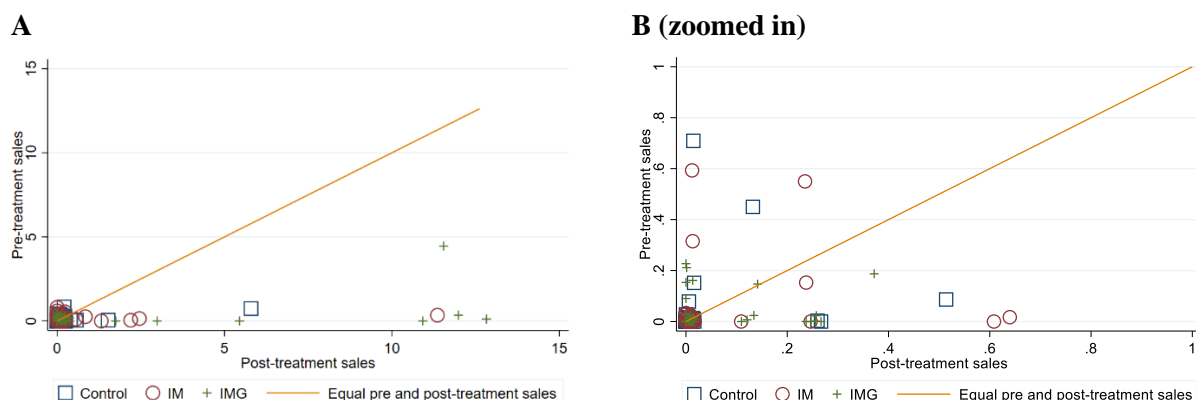 A
B (zoomed in)
15
10
5
0
Pre-treatment sales
0
5
10
15
Post-treatment sales
Control
IM
IMG
Equal pre and post-treatment sales
1
.8
.6
.4
.2
0
Pre-treatment sales
0
.2
.4
.6
.8
1
Post-treatment sales
Control
IM
IMG
Equal pre and post-treatment sales